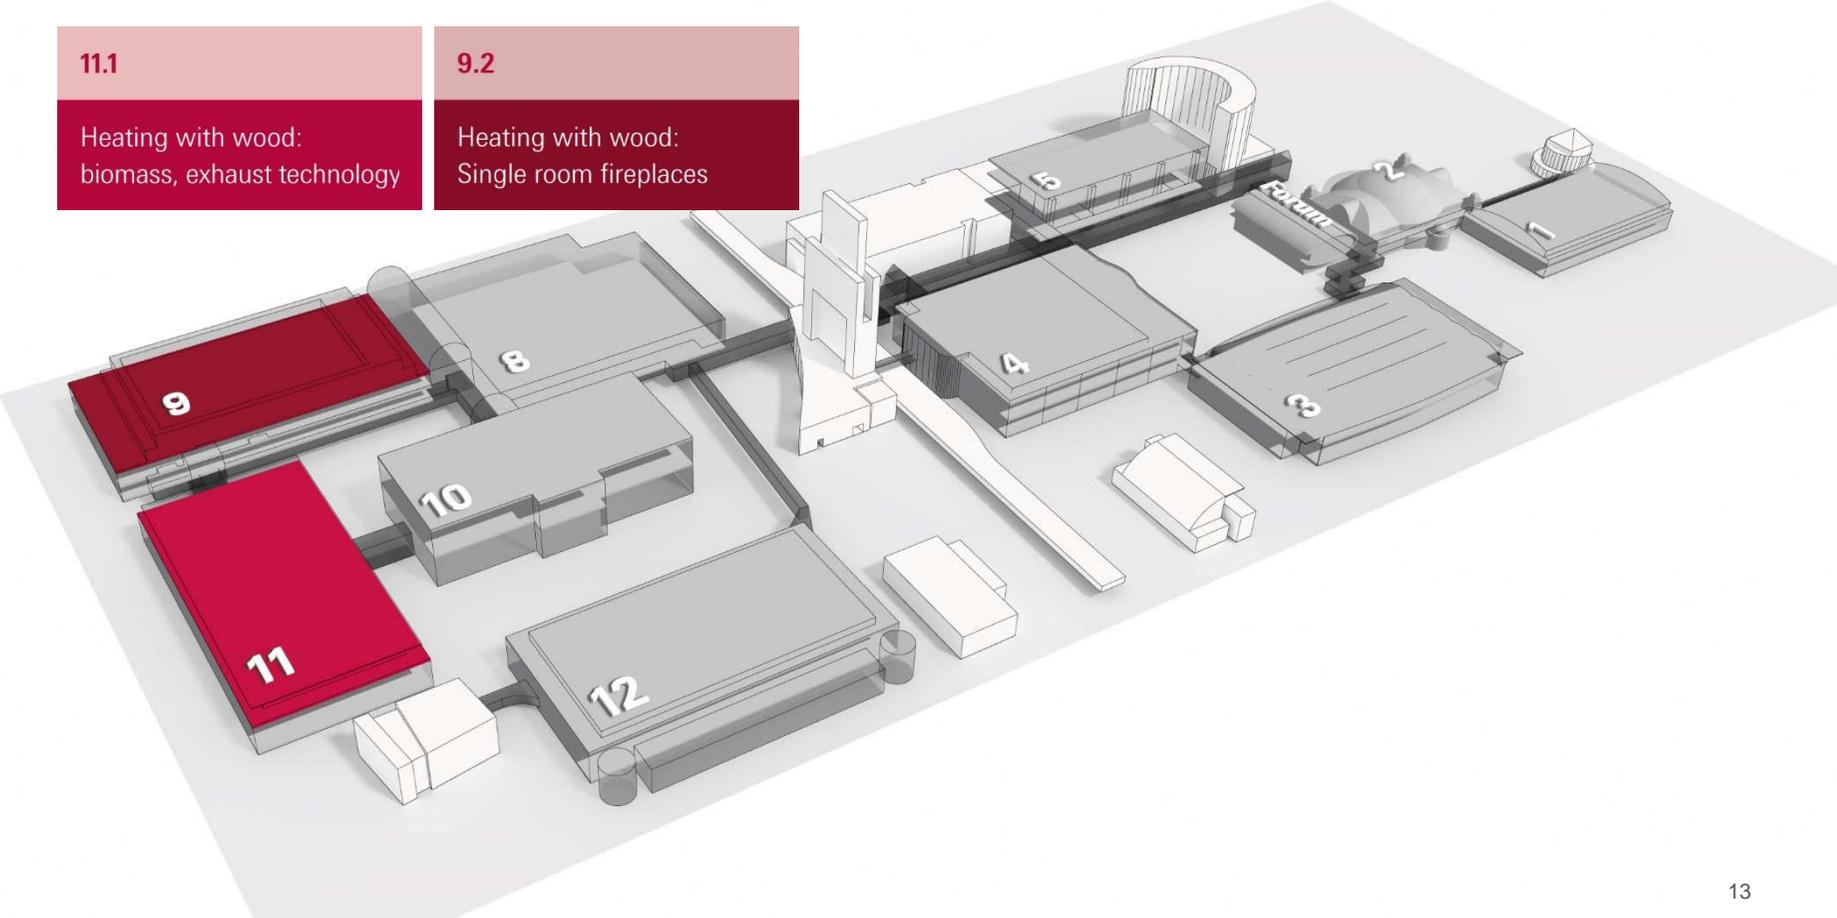 11.1
Heating with wood:
biomass, exhaust technology
9.2
Heating with wood:
Single room fireplaces
5
Forum
2
1
9
8
4
3
10
11
12
13